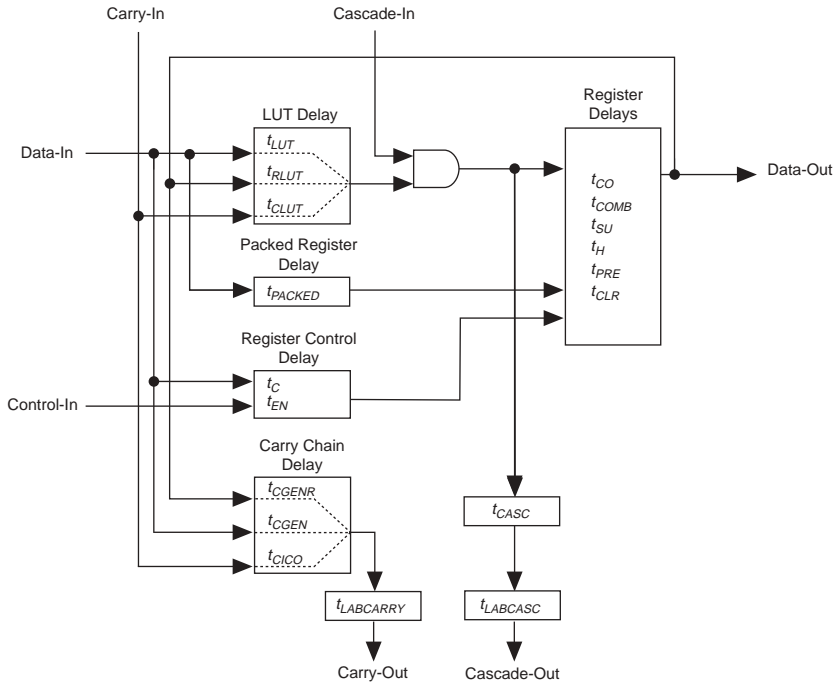 Carry-In
Cascade-In
LUT Delay
Register
Delays
Data-In
tLUT
tRLUT
tCLUT
Data-Out
tCO
tCOMB
tSU
tH
tPRE
tCLR
Packed Register
Delay
tPACKED
Register Control
Delay
tC
tEN
Control-In
Carry Chain
Delay
tCGENR
tCGEN
tCICO
tCASC
tLABCARRY
tLABCASC
Carry-Out
Cascade-Out